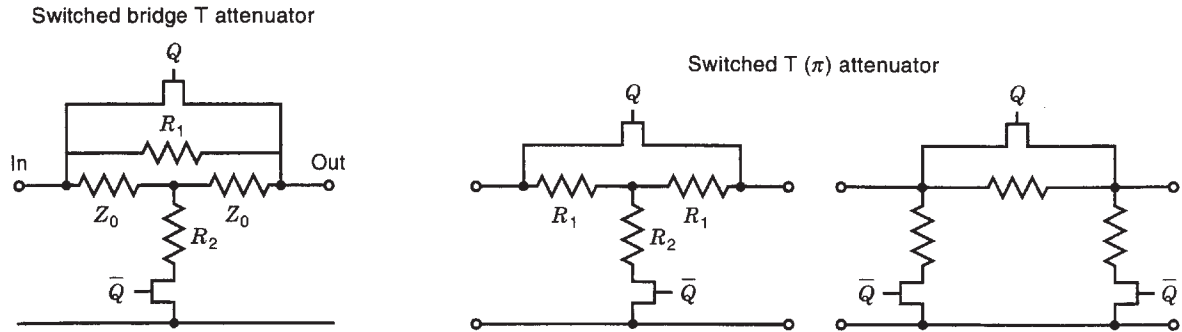 Switched bridge T attenuator
Q
R₁
In
Out
Z₀
Z₀
R₂
Q̅
Switched T (π) attenuator
Q
R₁
R₁
R₂
Q̅
Q
Q̅
Q̅